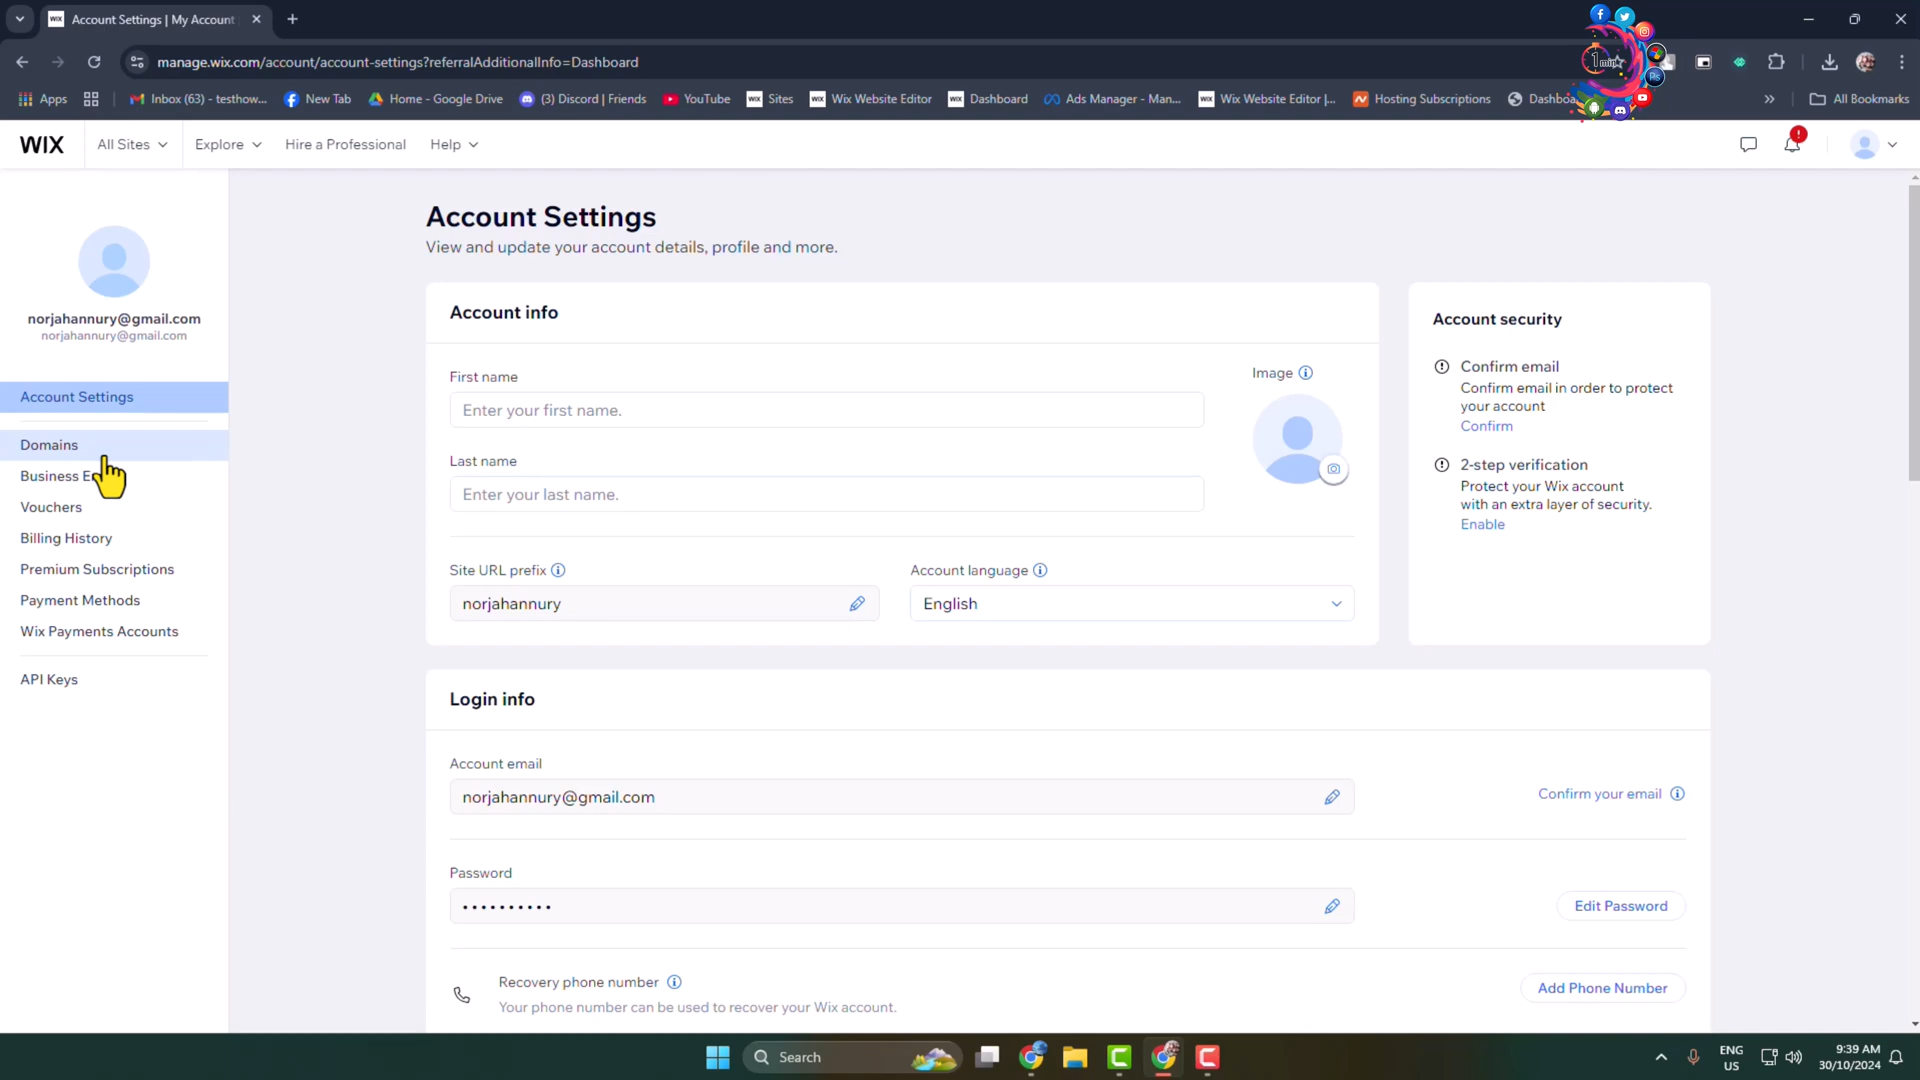 WIX Account Settings | My Account
manage.wix.com/account/account-settings?referralAdditionalInfo=Dashboard
1 min
Ps
Apps
Inbox (63) - testhow...
New Tab
Home - Google Drive
(3) Discord | Friends
YouTube
WIX Sites
WIX Wix Website Editor
WIX Dashboard
Ads Manager - Man...
WIX Wix Website Editor |...
Hosting Subscriptions
All Bookmarks
WIX
All Sites
Explore
Hire a Professional
Help
norjahannury@gmail.com
norjahannury@gmail.com
Account Settings
Domains
Business E
Vouchers
Billing History
Premium Subscriptions
Payment Methods
Wix Payments Accounts
API Keys
Account Settings
View and update your account details, profile and more.
Account info
First name
Enter your first name.
Last name
Enter your last name.
Image
Site URL prefix
norjahannury
Account language
English
Account security
Confirm email
Confirm email in order to protect
your account
Confirm
2-step verification
Protect your Wix account
with an extra layer of security.
Enable
Login info
Account email
norjahannury@gmail.com
Confirm your email
Password
Edit Password
Recovery phone number
Your phone number can be used to recover your Wix account.
Add Phone Number
Search
ENG
US
9:39 AM
30/10/2024